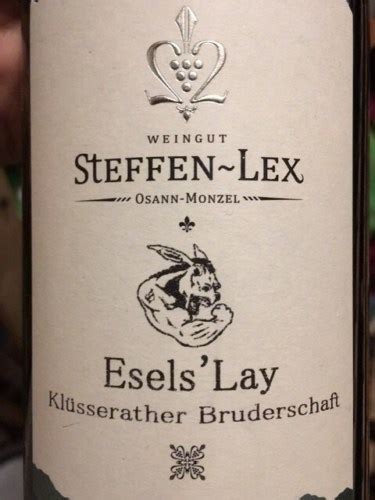 WEINGUT
STEFFEN~LEX
OSANN-MONZEL
Esels'Lay
Klüsserather Bruderschaft